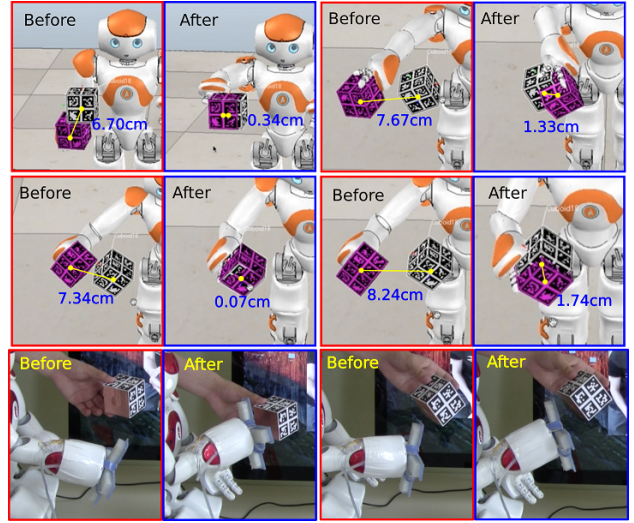 Before
After
Before
After
6.70cm
0.34cm
7.67cm
1.33cm
Before
After
Before
After
7.34cm
0.07cm
8.24cm
1.74cm
Before
After
Before
After